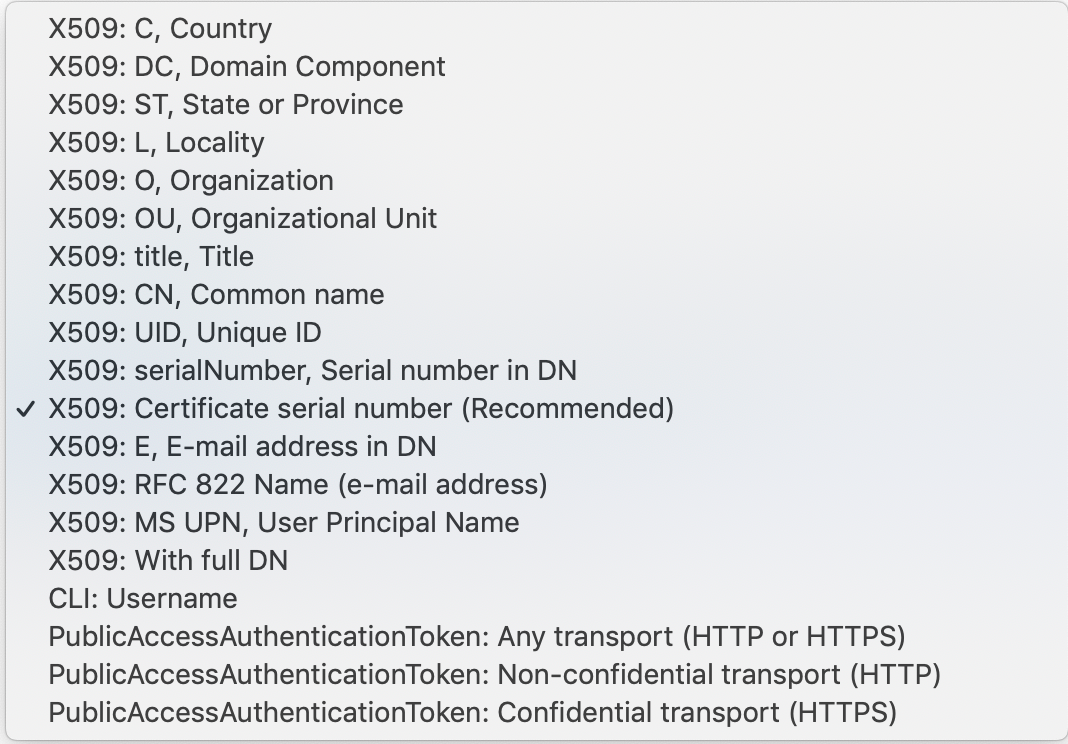 X509: C, Country
X509: DC, Domain Component
X509: ST, State or Province
X509: L, Locality
X509: O, Organization
X509: OU, Organizational Unit
X509: title, Title
X509: CN, Common name
X509: UID, Unique ID
X509: serialNumber, Serial number in DN
✓ X509: Certificate serial number (Recommended)
X509: E, E-mail address in DN
X509: RFC 822 Name (e-mail address)
X509: MS UPN, User Principal Name
X509: With full DN
CLI: Username
PublicAccessAuthenticationToken: Any transport (HTTP or HTTPS)
PublicAccessAuthenticationToken: Non-confidential transport (HTTP)
PublicAccessAuthenticationToken: Confidential transport (HTTPS)